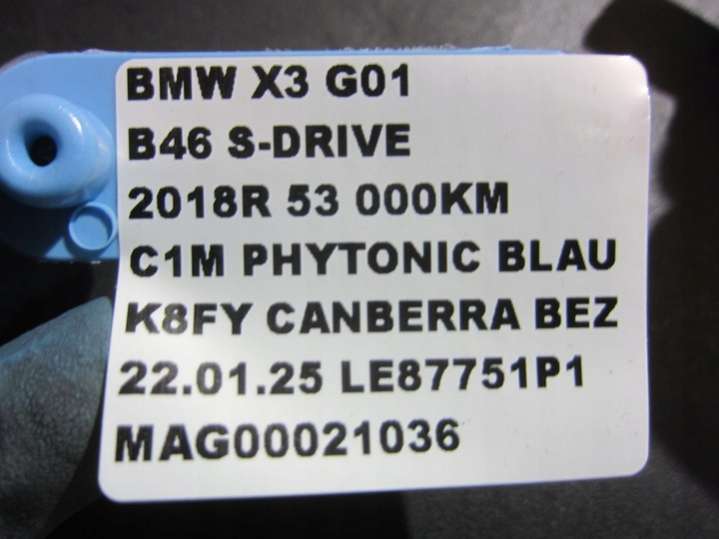 BMW X3 G01
B46 S-DRIVE
2018R 53 000KM
C1M PHYTONIC BLAU
K8FY CANBERRA BEZ
22.01.25 LE87751P1
MAG00021036